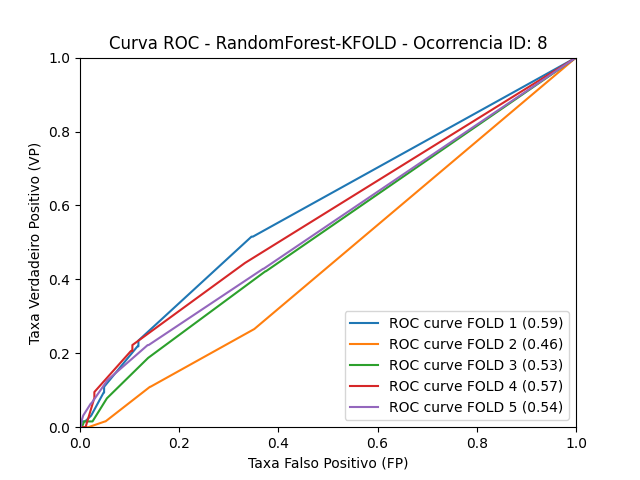 Curva ROC - RandomForest-KFOLD - Ocorrencia ID: 8
Taxa Verdadeiro Positivo (VP)
1.0
0.8
0.6
0.4
0.2
0.0
ROC curve FOLD 1 (0.59)
ROC curve FOLD 2 (0.46)
ROC curve FOLD 3 (0.53)
ROC curve FOLD 4 (0.57)
ROC curve FOLD 5 (0.54)
0.0 0.2 0.4 0.6 0.8 1.0
Taxa Falso Positivo (FP)